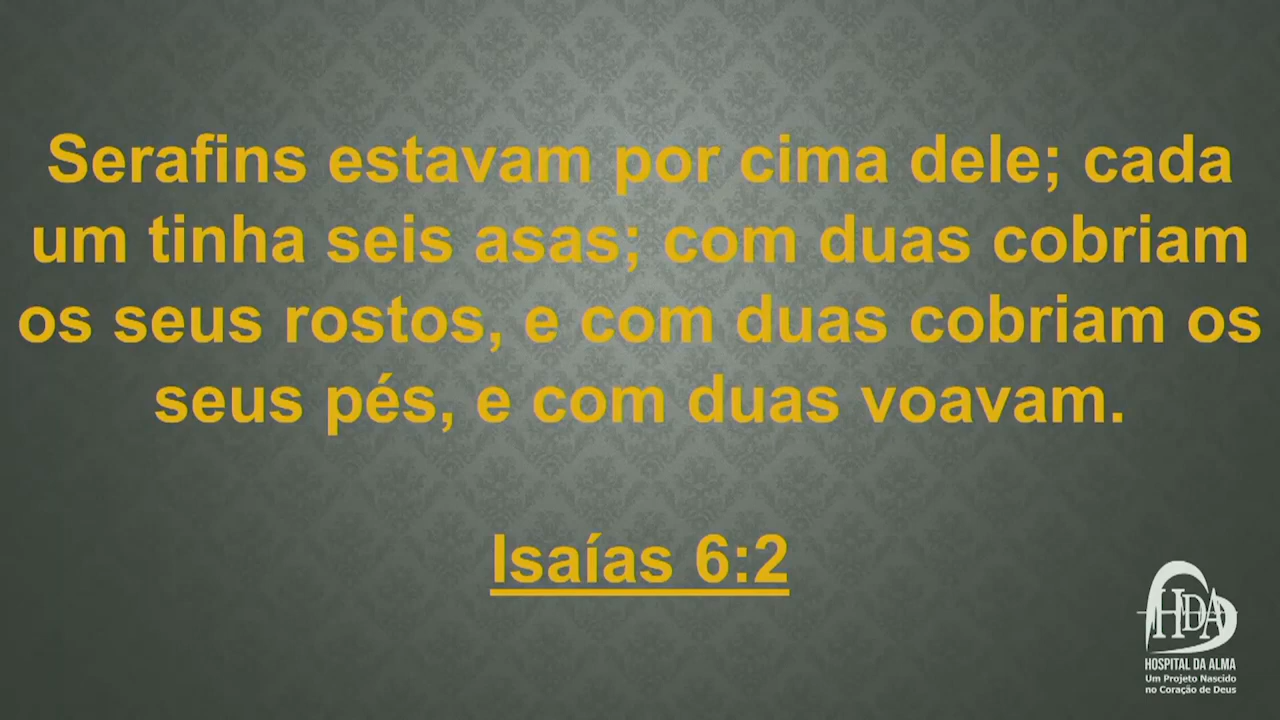 Serafins estavam por cima dele; cada
um tinha seis asas; com duas cobriam
os seus rostos, e com duas cobriam os
seus pés, e com duas voavam.
Isaías 6:2
HDA
HOSPITAL DA ALMA
Um Projeto Nascido
no Coração de Deus